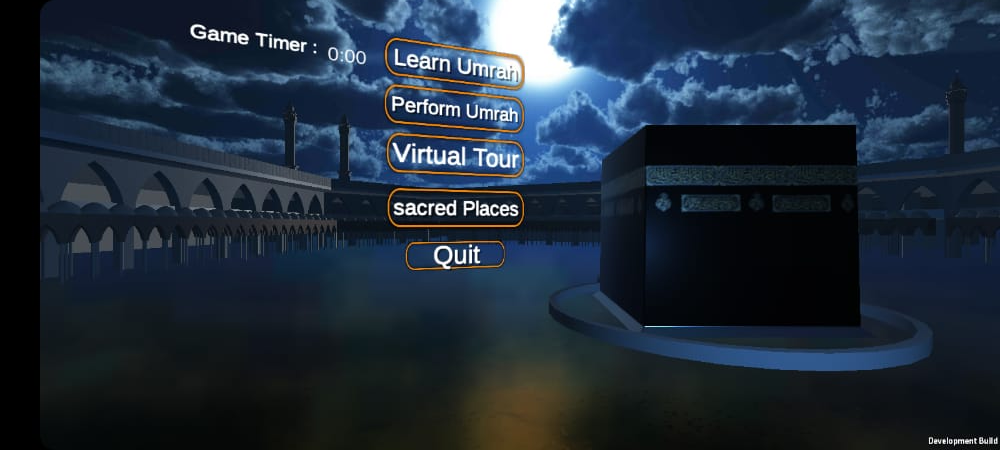 Game Timer : 0:00
Learn Umrah
Perform Umrah
Virtual Tour
sacred Places
Quit
Development Build